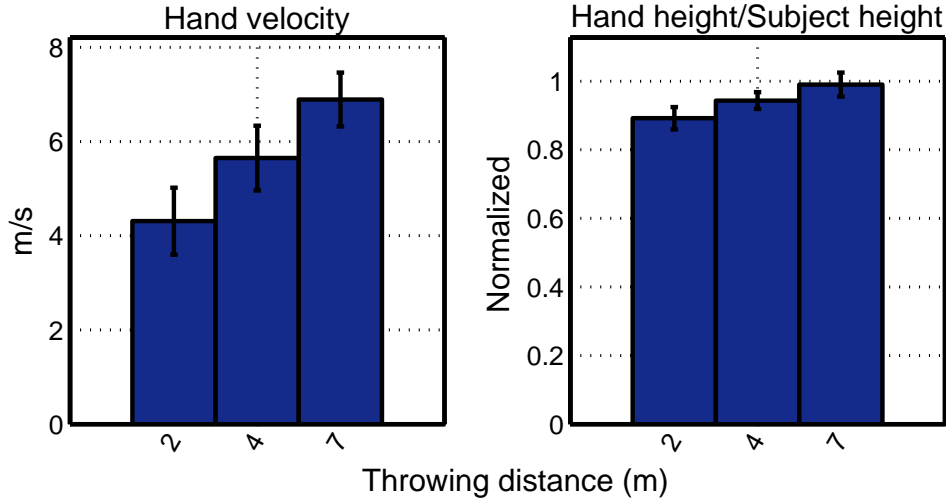 Hand velocity
8
6
4
2
0
m/s
2 4 7
Hand height/Subject height
1
0.8
0.6
0.4
0.2
0
Normalized
2 4 7
Throwing distance (m)